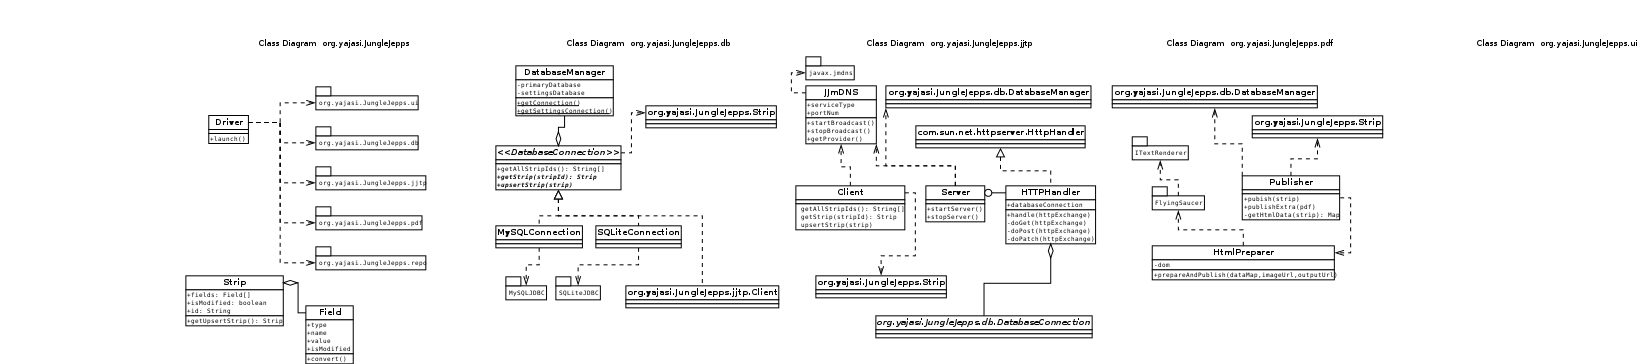 Class Diagram org.yajasi.JungleJepps
Driver
+launch()
org.yajasi.JungleJepps.ui
org.yajasi.JungleJepps.db
org.yajasi.JungleJepps.jjtp
org.yajasi.JungleJepps.pdf
org.yajasi.JungleJepps.repo
Strip
+fields: Field[]
+isModified: boolean
+id: String
+getUpsertStrip(): Strip
Field
+type
+name
+value
+isModified
+convert()
Class Diagram org.yajasi.JungleJepps.db
DatabaseManager
-primaryDatabase
-settingsDatabase
+getConnection()
+getSettingsConnection()
org.yajasi.JungleJepps.Strip
<<DatabaseConnection>>
+getAllStripIds(): String[]
+getStrip(stripId): Strip
+upsertStrip(strip)
MySQLConnection
SQLiteConnection
MySQLJDBC
SQLiteJDBC
org.yajasi.JungleJepps.jjtp.Client
Class Diagram org.yajasi.JungleJepps.jjtp
javax.jmdns
JJmDNS
+serviceType
+portNum
+startBroadcast()
+stopBroadcast()
+getProvider()
org.yajasi.JungleJepps.db.DatabaseManager
com.sun.net.httpserver.HttpHandler
Client
getAllStripIds(): String[]
getStrip(stripId): Strip
upsertStrip(strip)
Server
+startServer()
+stopServer()
HTTPHandler
+databaseConnection
+handle(httpExchange)
-doGet(httpExchange)
-doPost(httpExchange)
-doPatch(httpExchange)
org.yajasi.JungleJepps.Strip
org.yajasi.JungleJepps.db.DatabaseConnection
Class Diagram org.yajasi.JungleJepps.pdf
org.yajasi.JungleJepps.db.DatabaseManager
org.yajasi.JungleJepps.Strip
ITextRenderer
FlyingSaucer
Publisher
+pubish(strip)
+publishExtra(pdf)
-getHtmlData(strip): Map
HtmlPreparer
-dom
+prepareAndPublish(dataMap,imageUrl,outputUrl)
Class Diagram org.yajasi.JungleJepps.ui